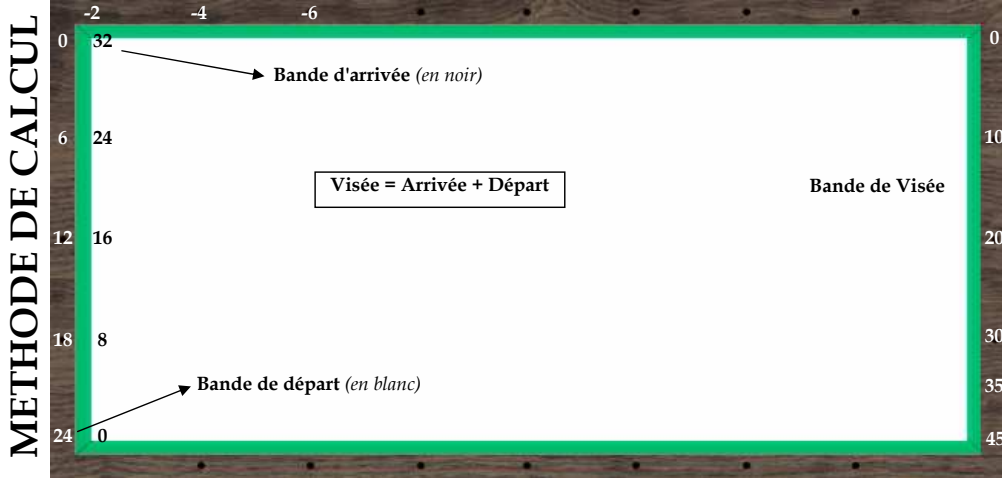 METHODE DE CALCUL
-2 -4 -6
0 32 0
Bande d'arrivée (en noir)
6 24 10
Visée = Arrivée + Départ
Bande de Visée
12 16 20
18 8 30
Bande de départ (en blanc)
35
24 0 45